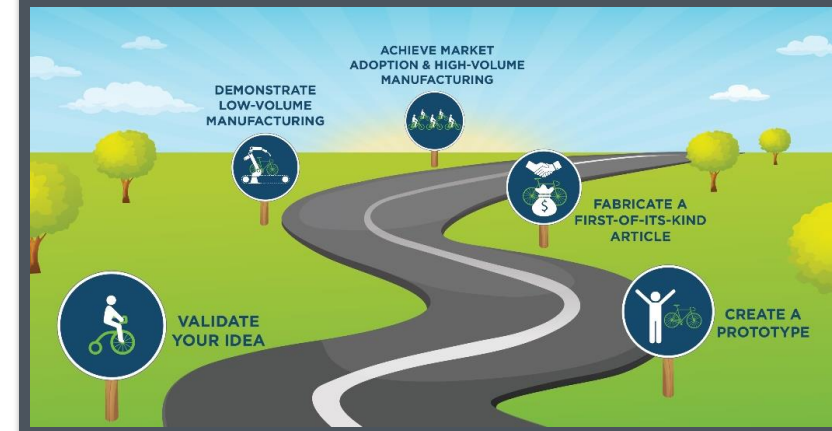 ACHIEVE MARKET
ADOPTION & HIGH-VOLUME
MANUFACTURING
DEMONSTRATE
LOW-VOLUME
MANUFACTURING
FABRICATE A
FIRST-OF-ITS-KIND
ARTICLE
$
VALIDATE
YOUR IDEA
CREATE A
PROTOTYPE